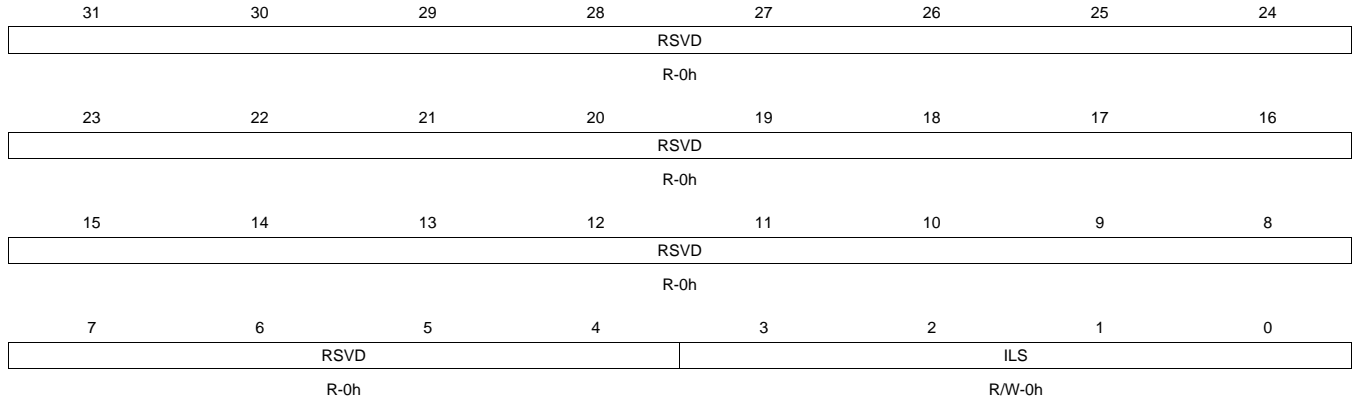 31 30 29 28 27 26 25 24
RSVD
R-0h
23 22 21 20 19 18 17 16
RSVD
R-0h
15 14 13 12 11 10 9 8
RSVD
R-0h
7 6 5 4 3 2 1 0
RSVD ILS
R-0h R/W-0h